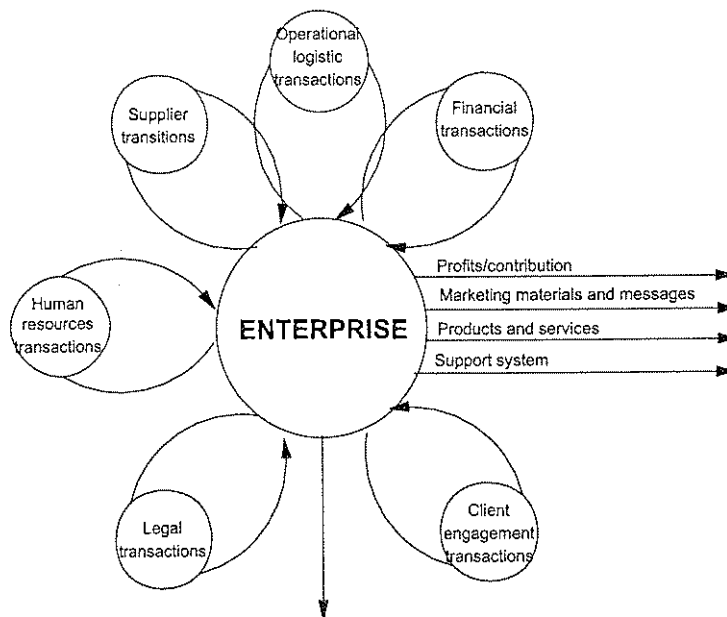 Operational
logistic
transactions
Supplier
transitions
Financial
transactions
Profits/contribution
Marketing materials and messages
Human
resources
transactions
ENTERPRISE
Products and services
Support system
Legal
transactions
Client
engagement
transactions